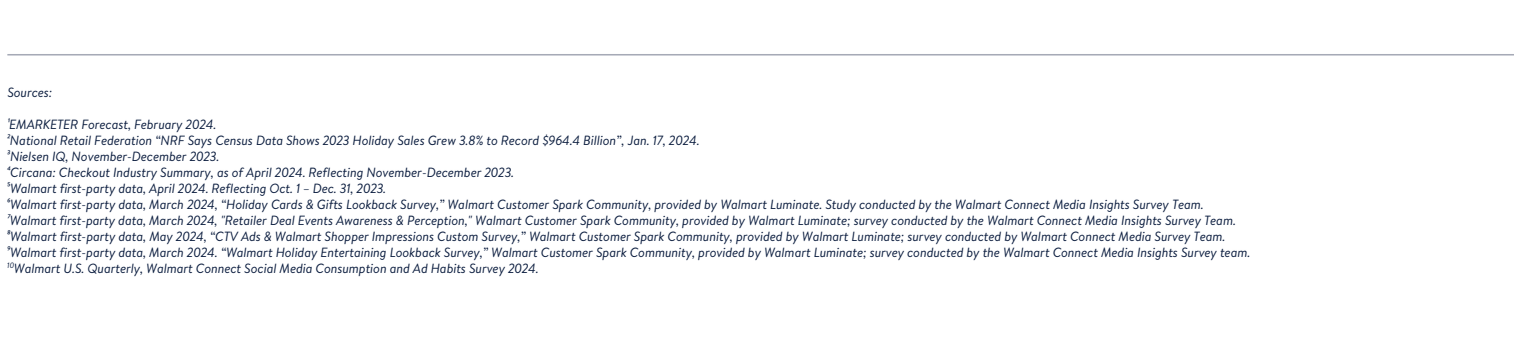 Sources:
¹EMARKETER Forecast, February 2024.
²National Retail Federation “NRF Says Census Data Shows 2023 Holiday Sales Grew 3.8% to Record $964.4 Billion”, Jan. 17, 2024.
³Nielsen IQ, November-December 2023.
⁴Circana: Checkout Industry Summary, as of April 2024. Reflecting November-December 2023.
⁵Walmart first-party data, April 2024. Reflecting Oct. 1 – Dec. 31, 2023.
⁶Walmart first-party data, March 2024, “Holiday Cards & Gifts Lookback Survey,” Walmart Customer Spark Community, provided by Walmart Luminate. Study conducted by the Walmart Connect Media Insights Survey Team.
⁷Walmart first-party data, March 2024, "Retailer Deal Events Awareness & Perception," Walmart Customer Spark Community, provided by Walmart Luminate; survey conducted by the Walmart Connect Media Insights Survey Team.
⁸Walmart first-party data, May 2024, “CTV Ads & Walmart Shopper Impressions Custom Survey,” Walmart Customer Spark Community, provided by Walmart Luminate; survey conducted by Walmart Connect Media Survey Team.
⁹Walmart first-party data, March 2024. “Walmart Holiday Entertaining Lookback Survey,” Walmart Customer Spark Community, provided by Walmart Luminate; survey conducted by the Walmart Connect Media Insights Survey team.
¹⁰Walmart U.S. Quarterly, Walmart Connect Social Media Consumption and Ad Habits Survey 2024.